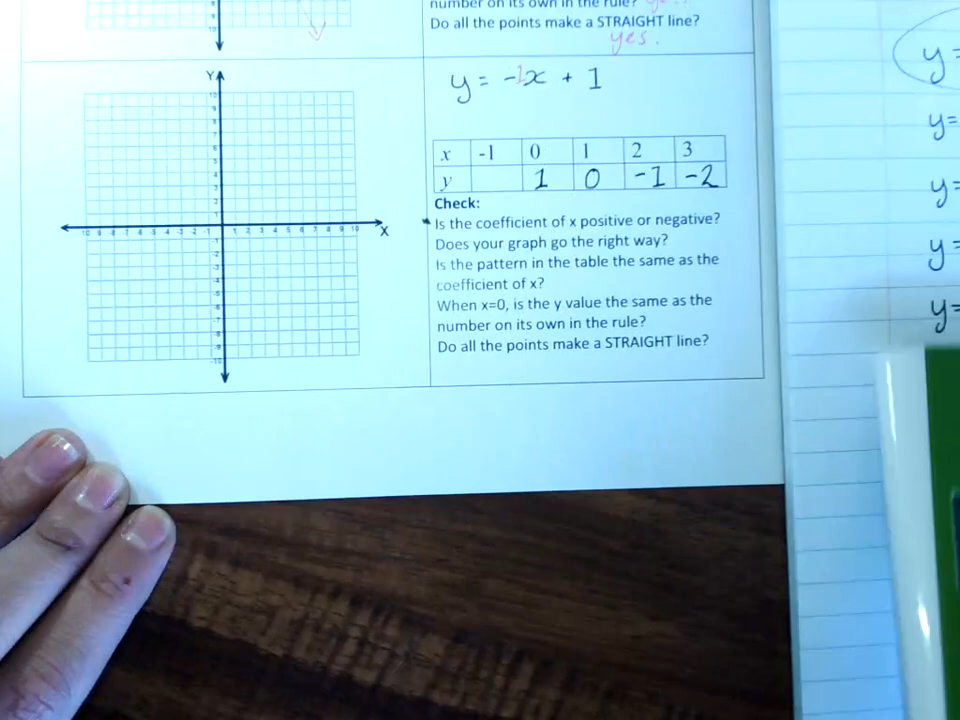 number on its own in the rule?
Do all the points make a STRAIGHT line?
yes.
y = -1x + 1
x -1 0 1 2 3
y 1 0 -1 -2
Check:
Is the coefficient of x positive or negative?
Does your graph go the right way?
Is the pattern in the table the same as the
coefficient of x?
When x=0, is the y value the same as the
number on its own in the rule?
Do all the points make a STRAIGHT line?
Y
X
y=
y=
y=
y=
y=